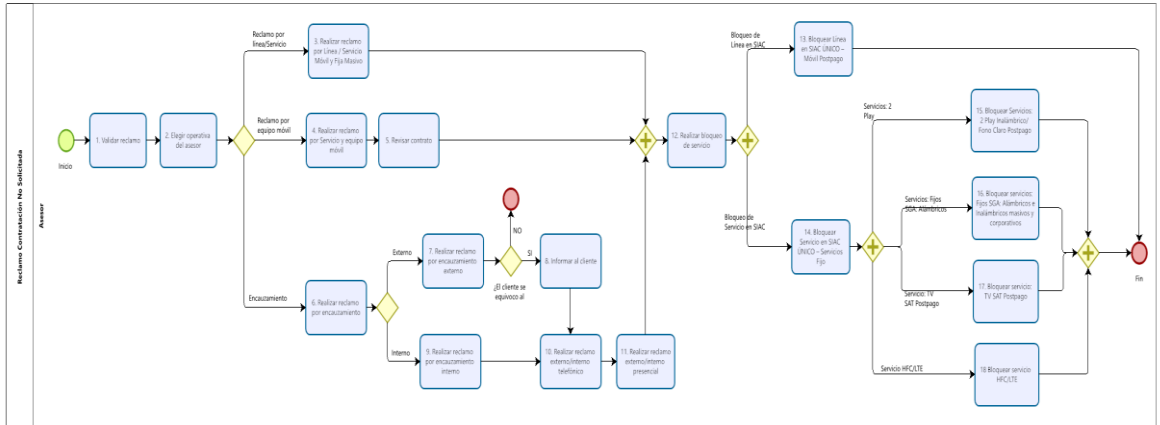 Reclamo Contratación No Solicitada
Asesor
Inicio
1. Validar reclamo
2. Elegir operativa
del asesor
Reclamo por
línea/Servicio
3. Realizar reclamo
por Línea / Servicio
Móvil y Fija Masivo
Reclamo por
equipo móvil
4. Realizar reclamo
por Servicio y equipo
móvil
5. Revisar contrato
Encauzamiento
6. Realizar reclamo
por encauzamiento
Externo
7. Realizar reclamo
por encauzamiento
externo
NO
SI
¿El cliente se
equivoco al
8. Informar al cliente
Interno
9. Realizar reclamo
por encauzamiento
interno
10. Realizar reclamo
externo/interno
telefónico
11. Realizar reclamo
externo/interno
presencial
12. Realizar bloqueo
de servicio
Bloqueo de
Línea en SIAC
13. Bloquear Línea
en SIAC ÚNICO –
Móvil Postpago
Bloqueo de
Servicio en SIAC
14. Bloquear
Servicio en SIAC
ÚNICO – Servicios
Fijo
Servicios: 2
Play
15. Bloquear Servicios:
2 Play Inalámbrico/
Fono Claro Postpago
Servicios: Fijos
SGA: Alámbricos
16. Bloquear servicios:
Fijos SGA: Alámbricos e
Inalámbricos masivos y
corporativos
Servicio: TV
SAT Postpago
17. Bloquear servicio:
TV SAT Postpago
Servicio HFC/LTE
18 Bloquear servicio
HFC/LTE
Fin